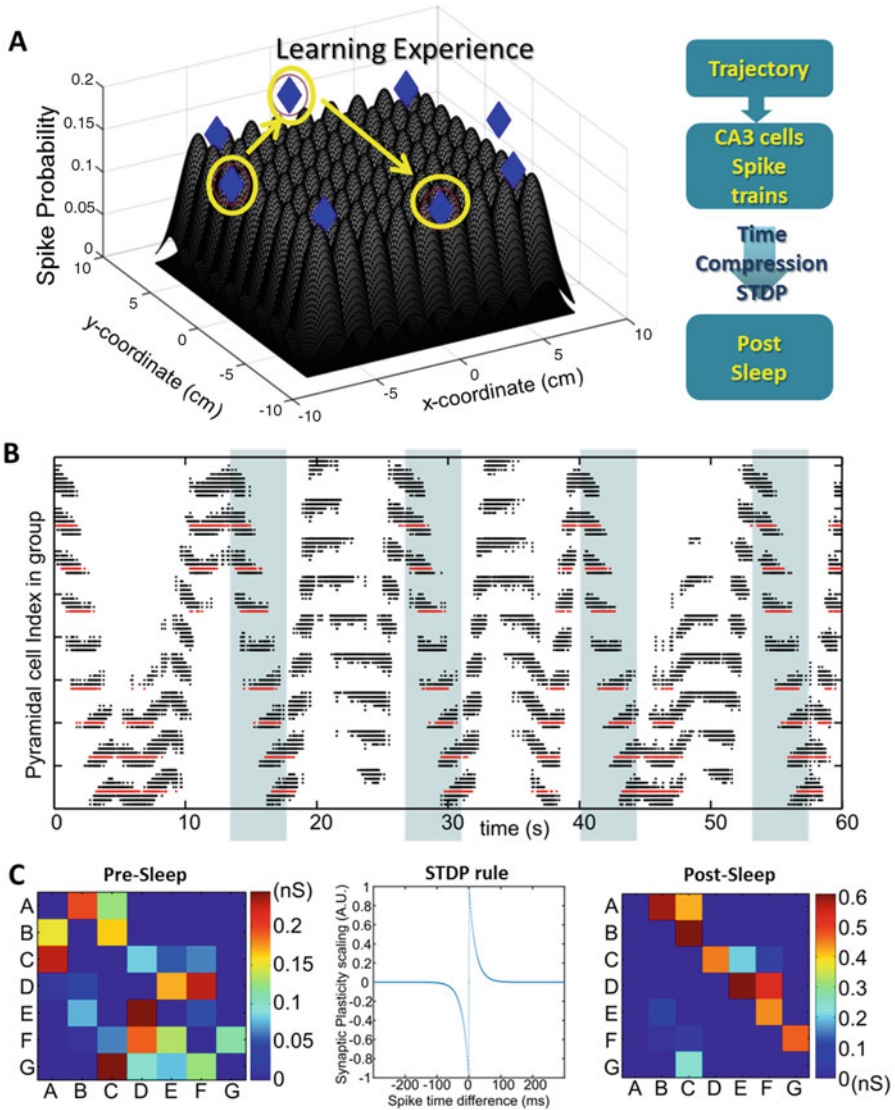 A
Learning Experience
Spike Probability
0.2
0.15
0.1
0.05
0
10
5
0
-5
-10
y-coordinate (cm)
-10
-5
0
5
10
x-coordinate (cm)
Trajectory
CA3 cells
Spike
trains
Time
Compression
STDP
Post
Sleep
B
Pyramidal cell Index in group
0
10
20
30
40
50
60
time (s)
C
Pre-Sleep
(nS)
A
B
C
D
E
F
G
A B C D E F G
0.2
0.15
0.1
0.05
0
STDP rule
Synaptic Plasticity scaling (A.U.)
1
0.8
0.6
0.4
0.2
0
-0.2
-0.4
-0.6
-0.8
-1
-200 0 200
Spike time difference (ms)
Post-Sleep
A
B
C
D
E
F
G
A B C D E F G
0.6
0.5
0.4
0.3
0.2
0.1
0
(nS)